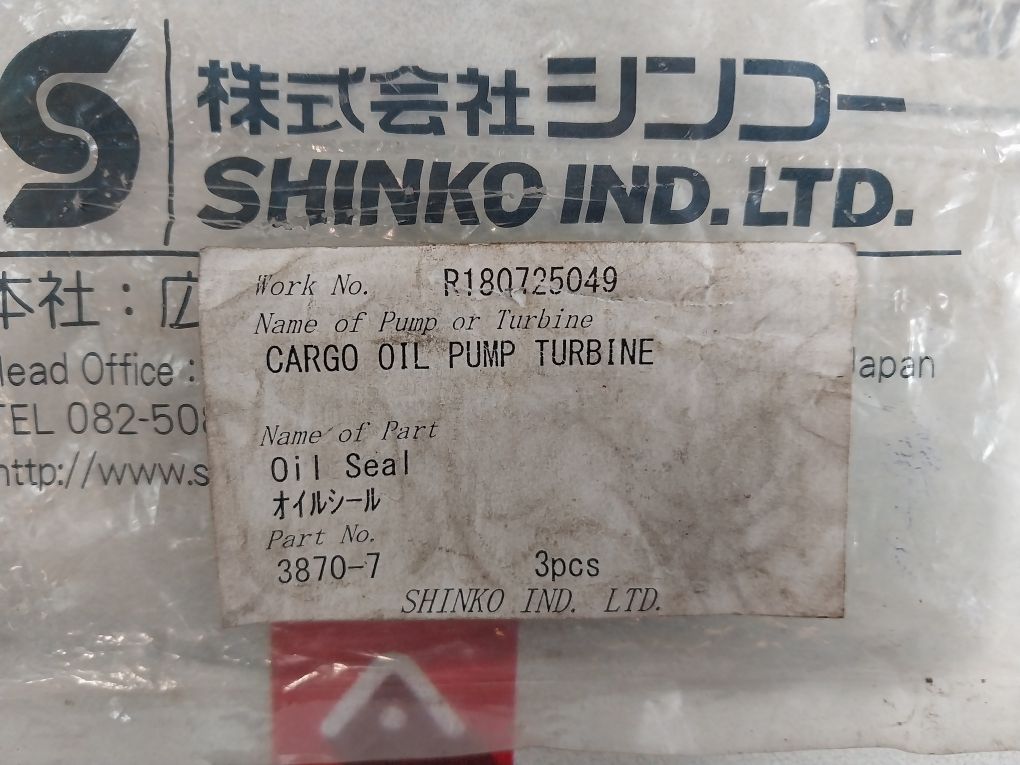 株式会社シンコー
SHINKO IND. LTD.
Work No. R180725049
Name of Pump or Turbine
CARGO OIL PUMP TURBINE
本社：広
Head Office : Japan
TEL 082-508
http://www.s
Name of Part
Oil Seal
オイルシール
Part No.
3870-7 3pcs
SHINKO IND. LTD.